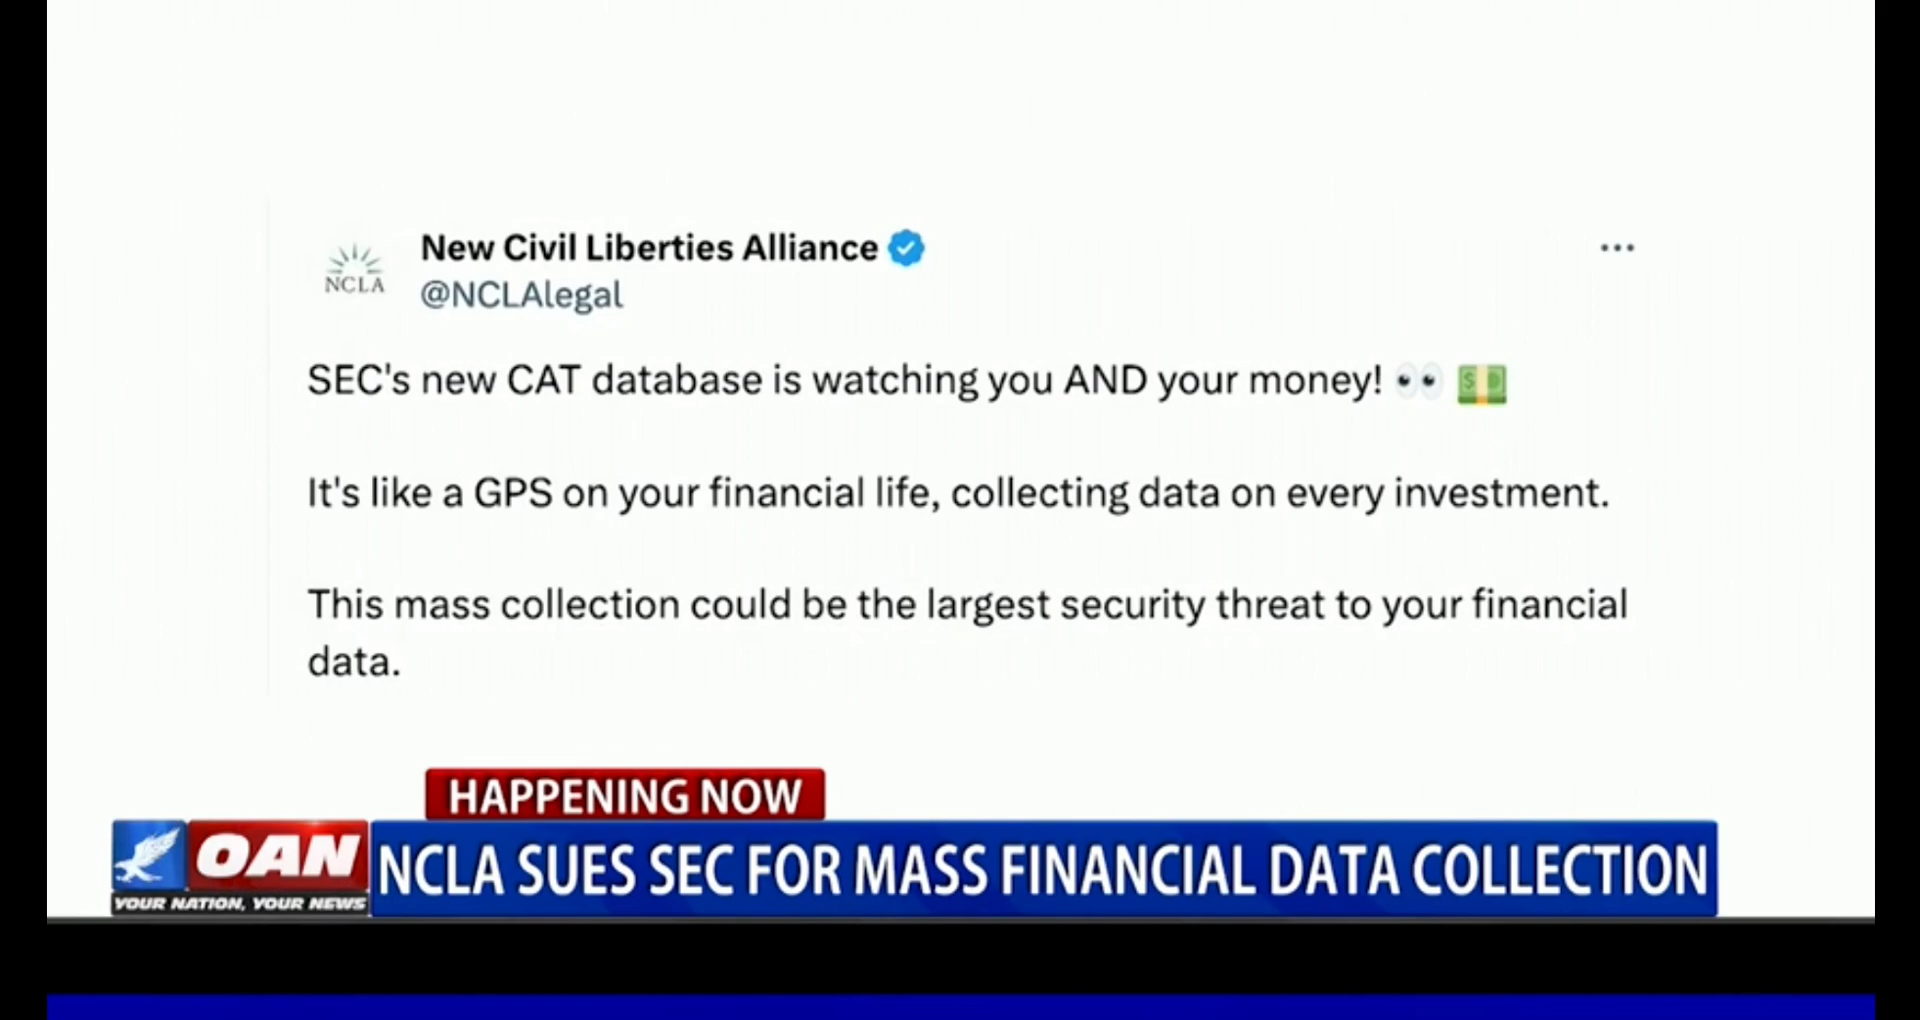 New Civil Liberties Alliance
NCLA
@NCLAlegal
SEC's new CAT database is watching you AND your money! 👀 💵
It's like a GPS on your financial life, collecting data on every investment.
This mass collection could be the largest security threat to your financial
data.
HAPPENING NOW
OAN
NCLA SUES SEC FOR MASS FINANCIAL DATA COLLECTION
YOUR NATION, YOUR NEWS